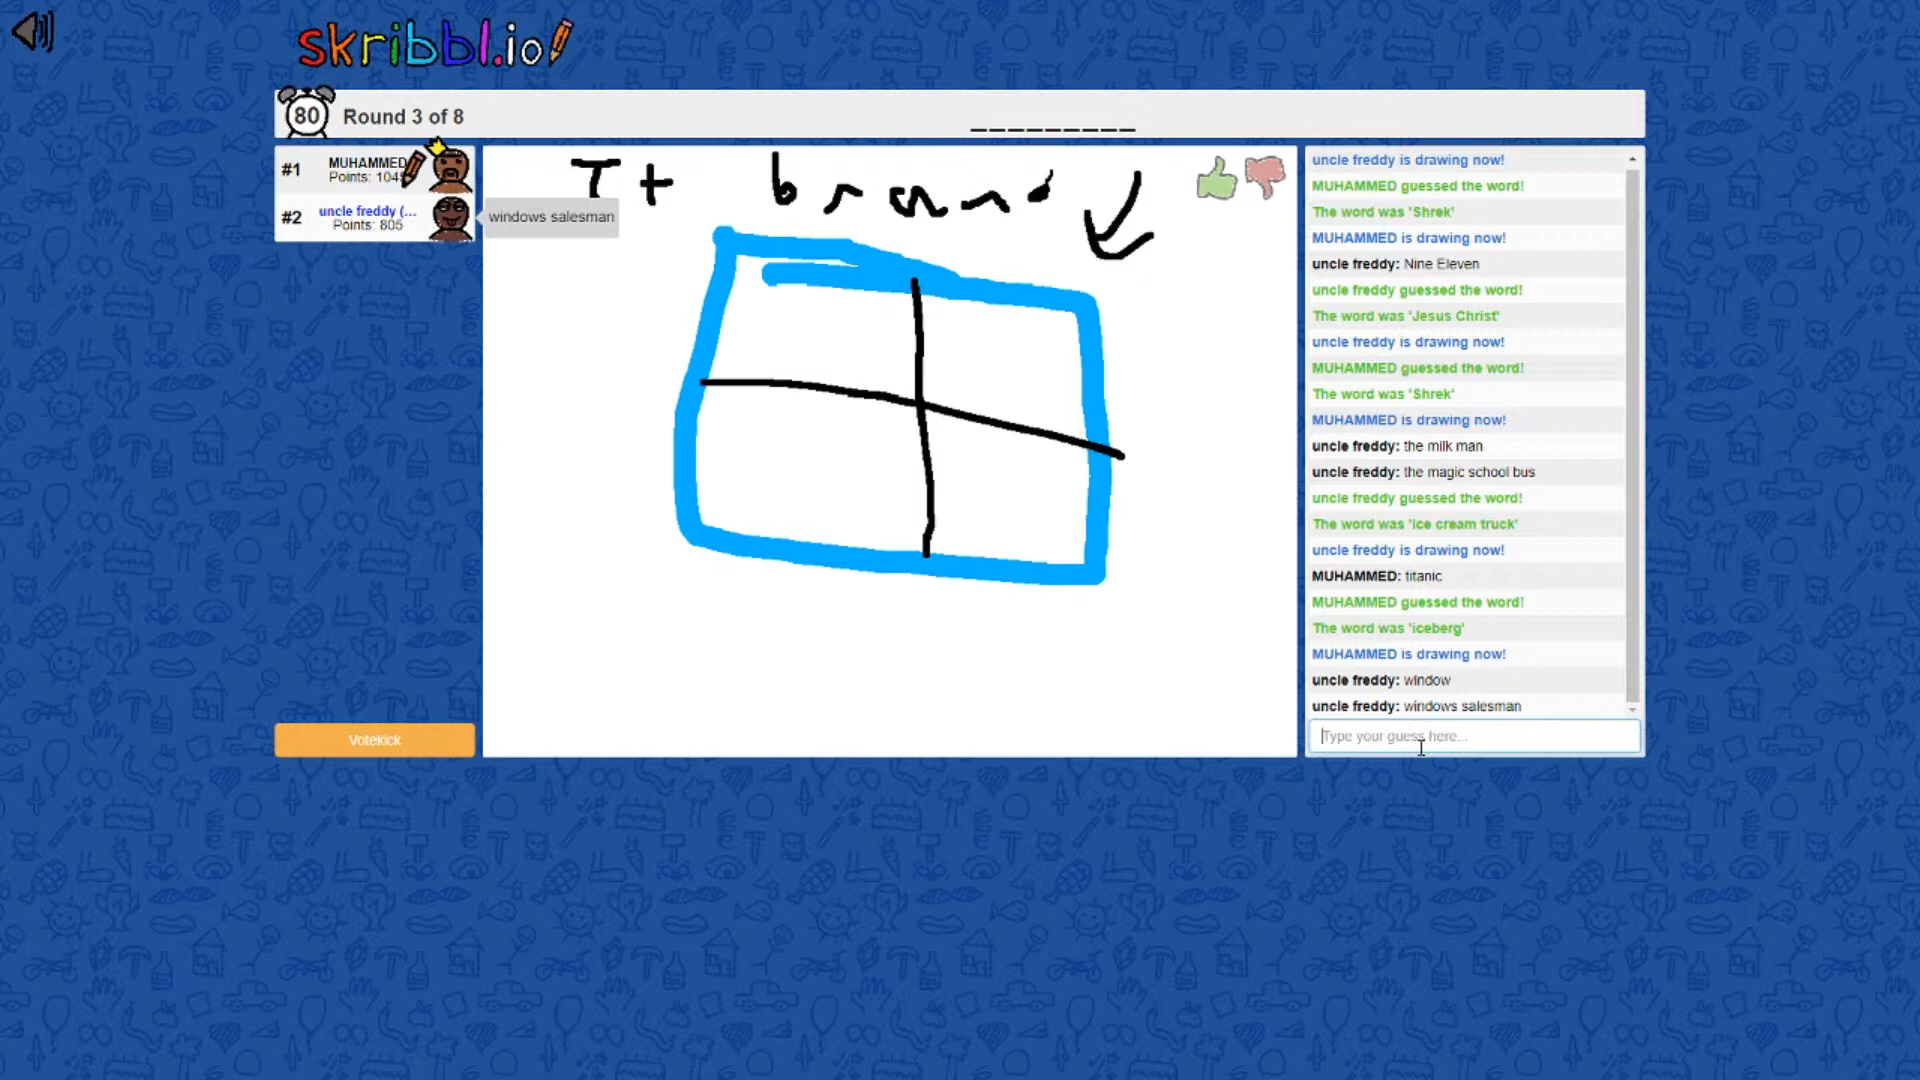 skribbl.io
80
Round 3 of 8
_________
#1
MUHAMMED
Points: 1045
#2
uncle freddy (...
Points: 805
windows salesman
It brand
uncle freddy is drawing now!
MUHAMMED guessed the word!
The word was 'Shrek'
MUHAMMED is drawing now!
uncle freddy: Nine Eleven
uncle freddy guessed the word!
The word was 'Jesus Christ'
uncle freddy is drawing now!
MUHAMMED guessed the word!
The word was 'Shrek'
MUHAMMED is drawing now!
uncle freddy: the milk man
uncle freddy: the magic school bus
uncle freddy guessed the word!
The word was 'ice cream truck'
uncle freddy is drawing now!
MUHAMMED: titanic
MUHAMMED guessed the word!
The word was 'iceberg'
MUHAMMED is drawing now!
uncle freddy: window
uncle freddy: windows salesman
Type your guess here...
Votekick